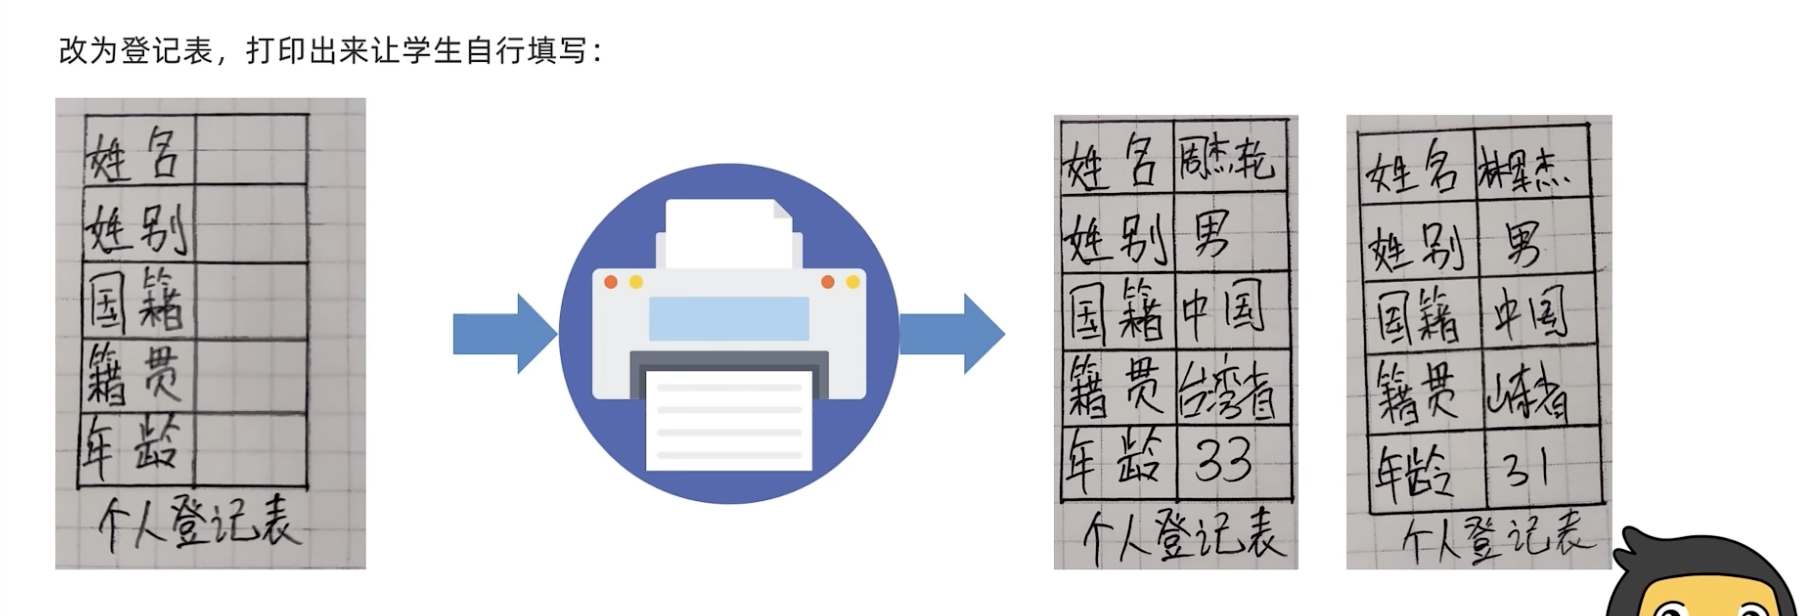 改为登记表，打印出来让学生自行填写：
姓名
姓别
国籍
籍贯
年龄
个人登记表
姓名 周杰轮
姓别 男
国籍 中国
籍贯 台湾省
年龄 33
个人登记表
姓名 林军杰
姓别 男
国籍 中国
籍贯 山东省
年龄 31
个人登记表